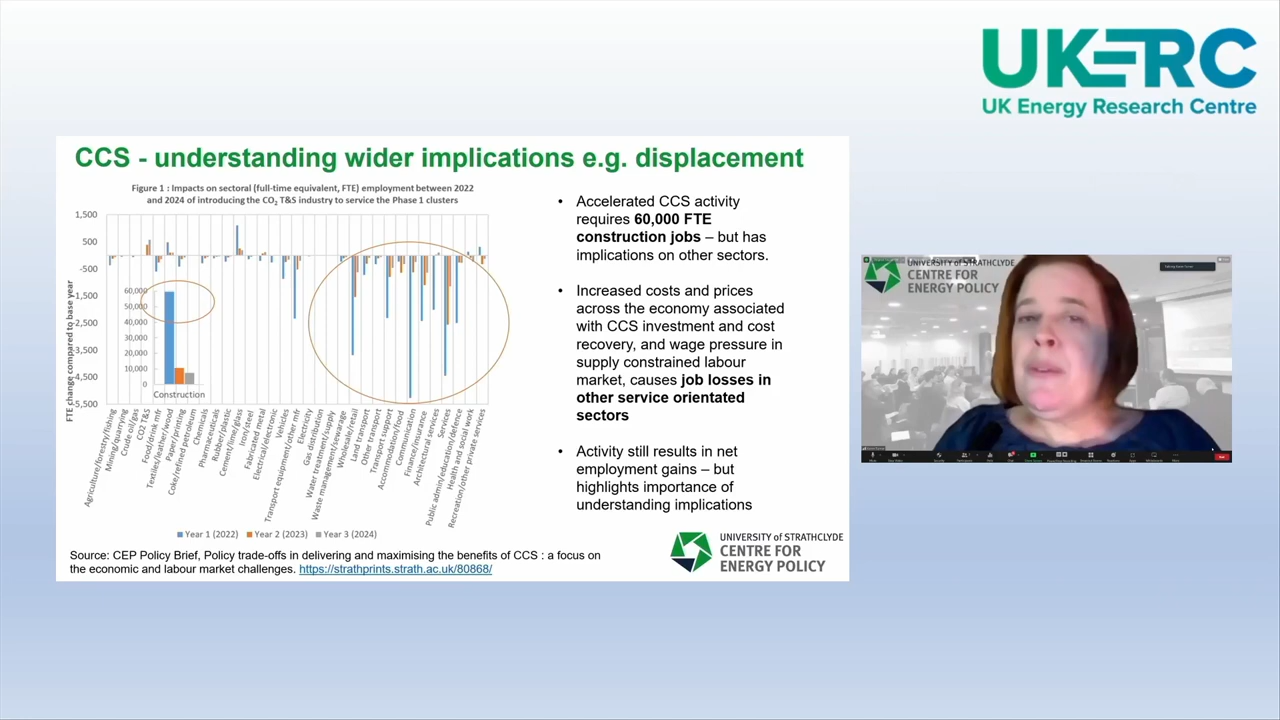 UKERC
UK Energy Research Centre
CCS - understanding wider implications e.g. displacement
Figure 1 : Impacts on sectoral (full-time equivalent, FTE) employment between 2022
and 2024 of introducing the CO2 T&S industry to service the Phase 1 clusters
FTE change compared to base year
1,500
500
-500
-1,500
-2,500
-3,500
-4,500
-5,500
60,000
50,000
40,000
30,000
20,000
10,000
0
Construction
Agriculture/forestry/fishing
Mining/quarrying
Crude oil/gas
CO2 T&S
Food/drink mfr
Textiles/leather/wood
Paper/printing
Coke/refined petroleum
Chemicals
Pharmaceuticals
Rubber/plastic
Cement/lime/glass
Iron/steel
Fabricated metal
Electrical/electronic
Vehicles
Transport equipment/other mfr
Electricity
Gas distribution
Water treatment/supply
Waste management/sewerage
Wholesale/retail
Land transport
Other transport
Transport support
Accommodation/food
Communication
Finance/insurance
Architectural services
Services
Public admin/education/defence
Health and social work
Recreation/other private services
Year 1 (2022)
Year 2 (2023)
Year 3 (2024)
• Accelerated CCS activity
requires 60,000 FTE
construction jobs – but has
implications on other sectors.
• Increased costs and prices
across the economy associated
with CCS investment and cost
recovery, and wage pressure in
supply constrained labour
market, causes job losses in
other service orientated
sectors
• Activity still results in net
employment gains – but
highlights importance of
understanding implications
Source: CEP Policy Brief, Policy trade-offs in delivering and maximising the benefits of CCS : a focus on
the economic and labour market challenges. https://strathprints.strath.ac.uk/80868/
UNIVERSITY of STRATHCLYDE
CENTRE FOR
ENERGY POLICY
UNIVERSITY of STRATHCLYDE
CENTRE FOR
ENERGY POLICY